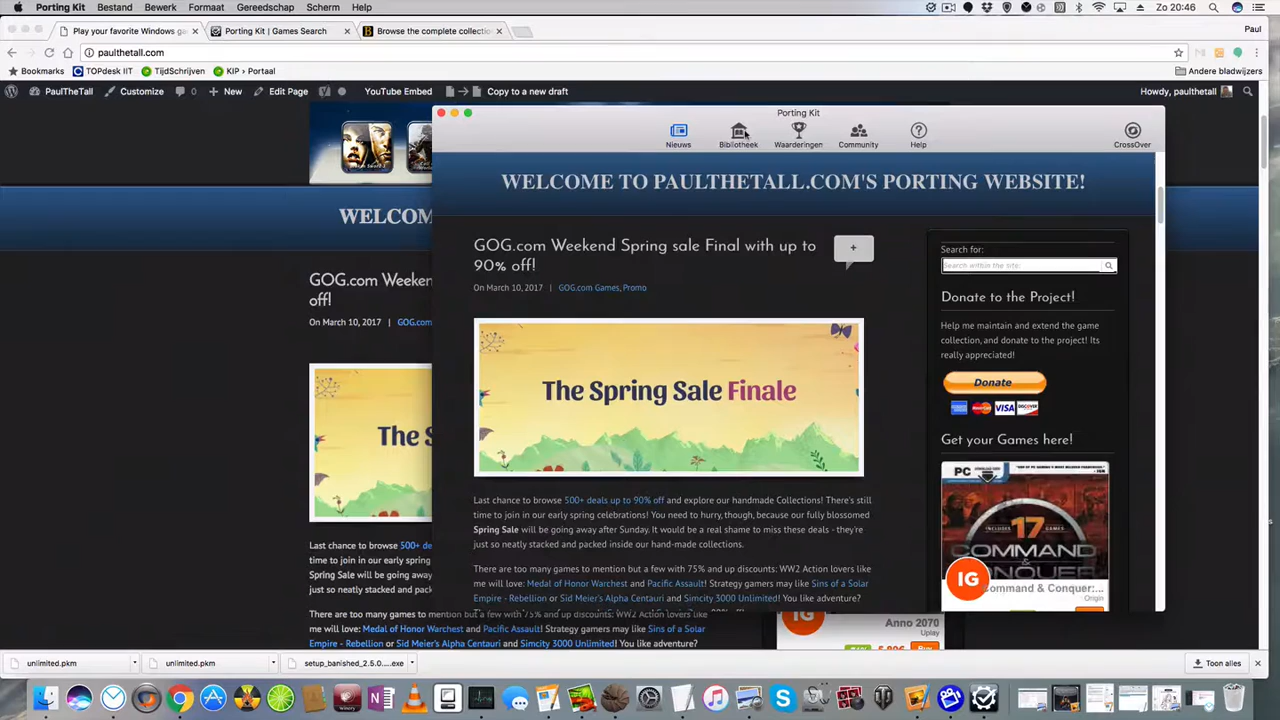 Porting Kit Bestand Bewerk Formaat Gereedschap Scherm Help Zo 20:46
Play your favorite Windows ga Porting Kit | Games Search Browse the complete collectio Paul
paulthetall.com
Bookmarks TOPdesk IIT TijdSchrijven KIP > Portaal Andere bladwijzers
PaulTheTall Customize 0 New Edit Page YouTube Embed Copy to a new draft Howdy, paulthetall
Porting Kit
Nieuws Bibliotheek Waarderingen Community Help CrossOver
WELCOME TO PAULTHETALL.COM'S PORTING WEBSITE!
WELCOM
GOG.com Weekend Spring sale Final with up to
90% off!
+
On March 10, 2017 | GOG.com Games, Promo
The Spring Sale Finale
Last chance to browse 500+ deals up to 90% off and explore our handmade Collections! There's still
time to join in our early spring celebrations! You need to hurry, though, because our fully blossomed
Spring Sale will be going away after Sunday. It would be a real shame to miss these deals - they're
just so neatly stacked and packed inside our hand-made collections.
There are too many games to mention but a few with 75% and up discounts: WW2 Action lovers like
me will love: Medal of Honor Warchest and Pacific Assault! Strategy gamers may like Sins of a Solar
Empire - Rebellion or Sid Meier's Alpha Centauri and Simcity 3000 Unlimited! You like adventure?
Search for:
Search within the site:
Donate to the Project!
Help me maintain and extend the game
collection, and donate to the project! Its
really appreciated!
Donate
VISA
Get your Games here!
PC
INCLUDES 17
COMMAND
CONQUER
IG
Command & Conquer:...
Origin
GOG.com Weeke
off!
On March 10, 2017 | GOG.com
The S
Last chance to browse 500+ de
time to join in our early spring
Spring Sale will be going away
just so neatly stacked and pack
There are too many games to mention but a few with 75% and up discounts: WW2 Action lovers like
me will love: Medal of Honor Warchest and Pacific Assault! Strategy gamers may like Sins of a Solar
Empire - Rebellion or Sid Meier's Alpha Centauri and Simcity 3000 Unlimited! You like adventure?
IG
Anno 2070
Uplay
Buy
unlimited.pkm unlimited.pkm setup_banished_2.5.0....exe Toon alles